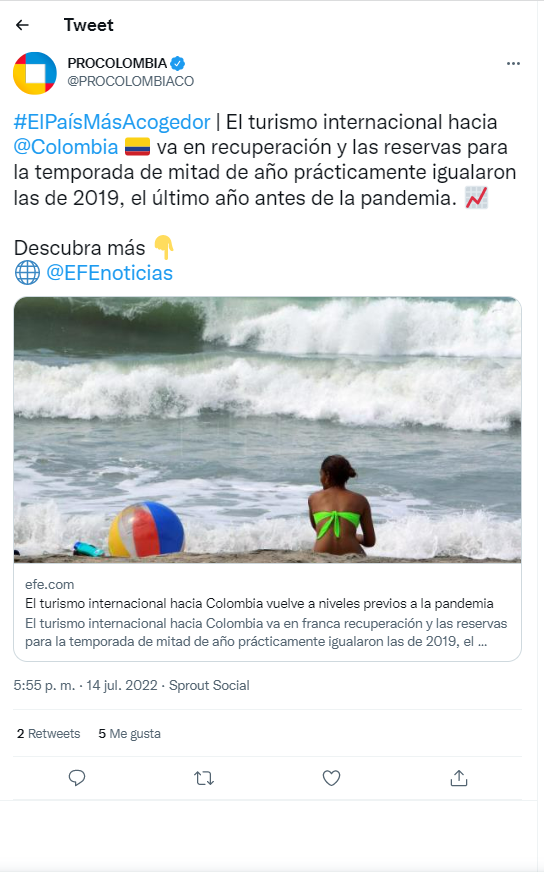 Tweet
PROCOLOMBIA
@PROCOLOMBIACO
#ElPaísMásAcogedor | El turismo internacional hacia
@Colombia 🇨🇴 va en recuperación y las reservas para
la temporada de mitad de año prácticamente igualaron
las de 2019, el último año antes de la pandemia. 📈
Descubra más 👇
🌐 @EFEnoticias
efe.com
El turismo internacional hacia Colombia vuelve a niveles previos a la pandemia
El turismo internacional hacia Colombia va en franca recuperación y las reservas
para la temporada de mitad de año prácticamente igualaron las de 2019, el ...
5:55 p. m. · 14 jul. 2022 · Sprout Social
2 Retweets 5 Me gusta